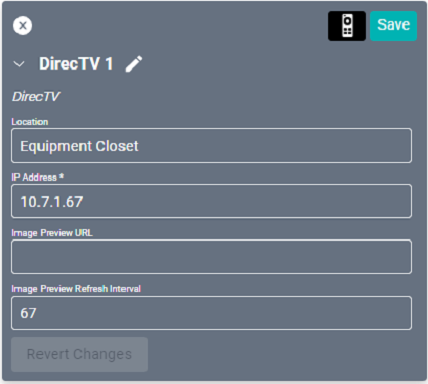 Save
DirecTV 1
DirecTV
Location
Equipment Closet
IP Address *
10.7.1.67
Image Preview URL
Image Preview Refresh Interval
67
Revert Changes